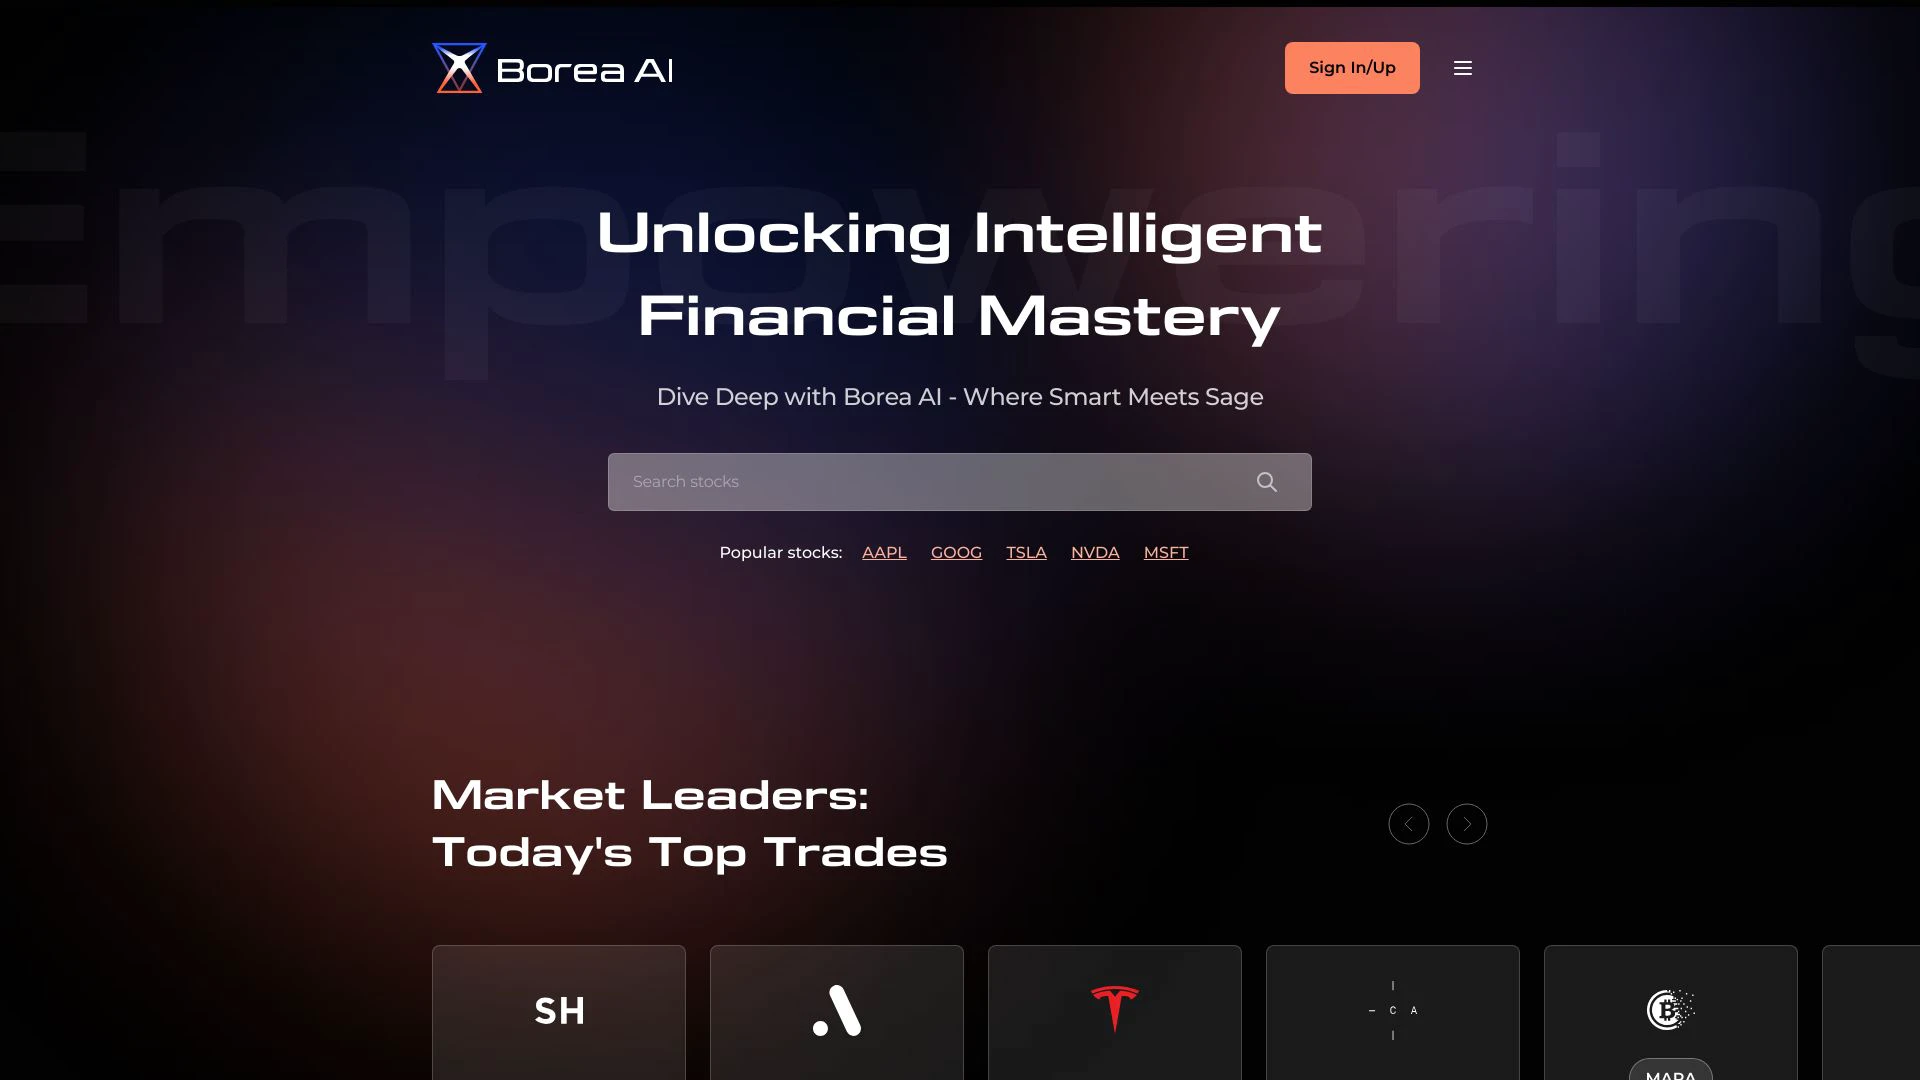 Borea AI
Sign In/Up
Empowering
Unlocking Intelligent
Financial Mastery
Dive Deep with Borea AI - Where Smart Meets Sage
Search stocks
Popular stocks: AAPL GOOG TSLA NVDA MSFT
Market Leaders:
Today's Top Trades
SH
– C A
MARA